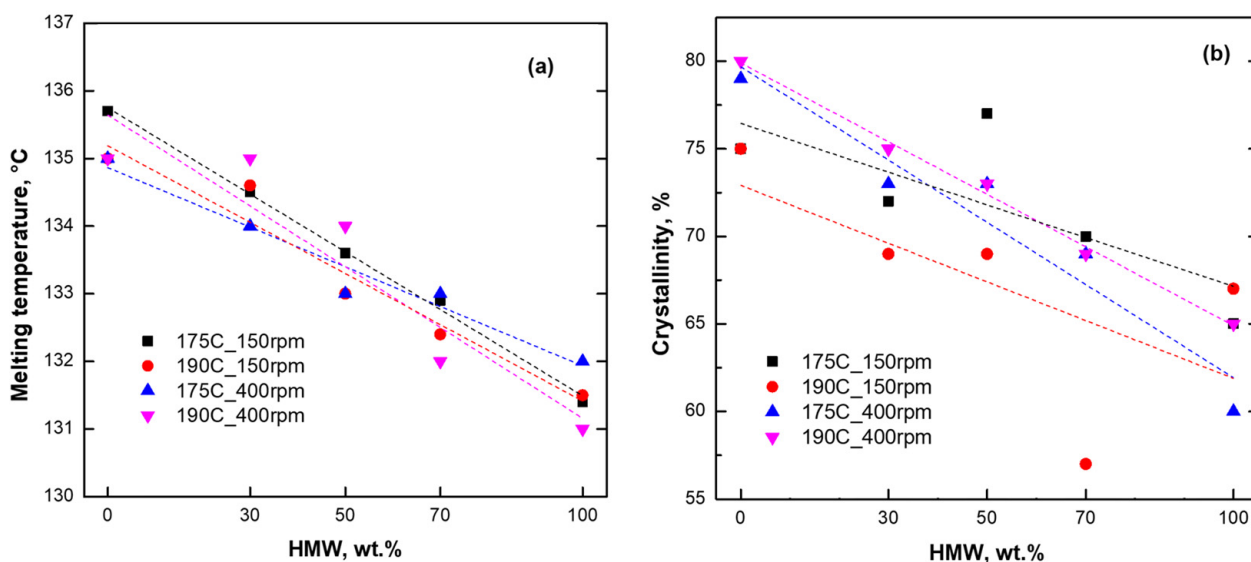 (a)
Melting temperature, °C
137
136
135
134
133
132
131
130
175C_150rpm
190C_150rpm
175C_400rpm
190C_400rpm
0 30 50 70 100
HMW, wt.%
(b)
Crystallinity, %
80
75
70
65
60
55
175C_150rpm
190C_150rpm
175C_400rpm
190C_400rpm
0 30 50 70 100
HMW, wt.%